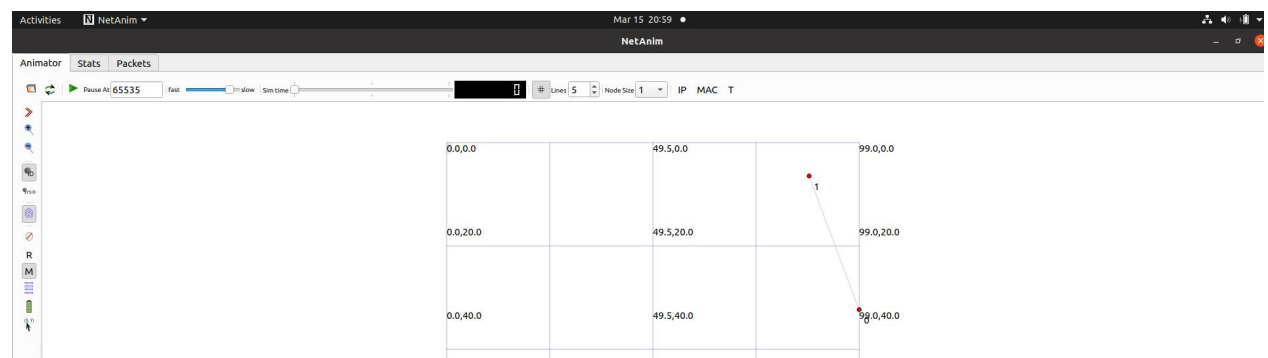 Activities NetAnim Mar 15 20:59
NetAnim
Animator Stats Packets
Pause At 65535 fast slow Sim time 0 # Lines 5 Node Size 1 IP MAC T
0.0,0.0 49.5,0.0 99.0,0.0
1
0.0,20.0 49.5,20.0 99.0,20.0
R
M
0.0,40.0 49.5,40.0 99.0,40.0
0